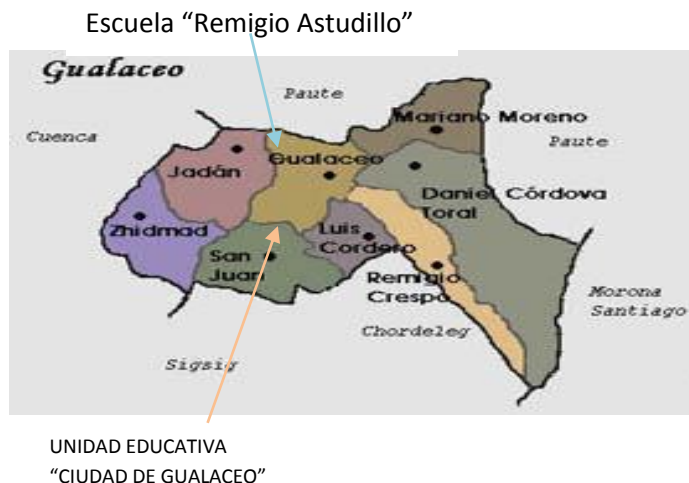 Escuela “Remigio Astudillo”
Gualaceo
Paute
Mariano Moreno
Cuenca
Paute
Gualaceo
Jadán
Daniel Córdova
Toral
Zhidmad
Luis
Cordero
San
Juan
Remigio
Crespo
Morona
Santiago
Chordeleg
Sigsig
UNIDAD EDUCATIVA
“CIUDAD DE GUALACEO”